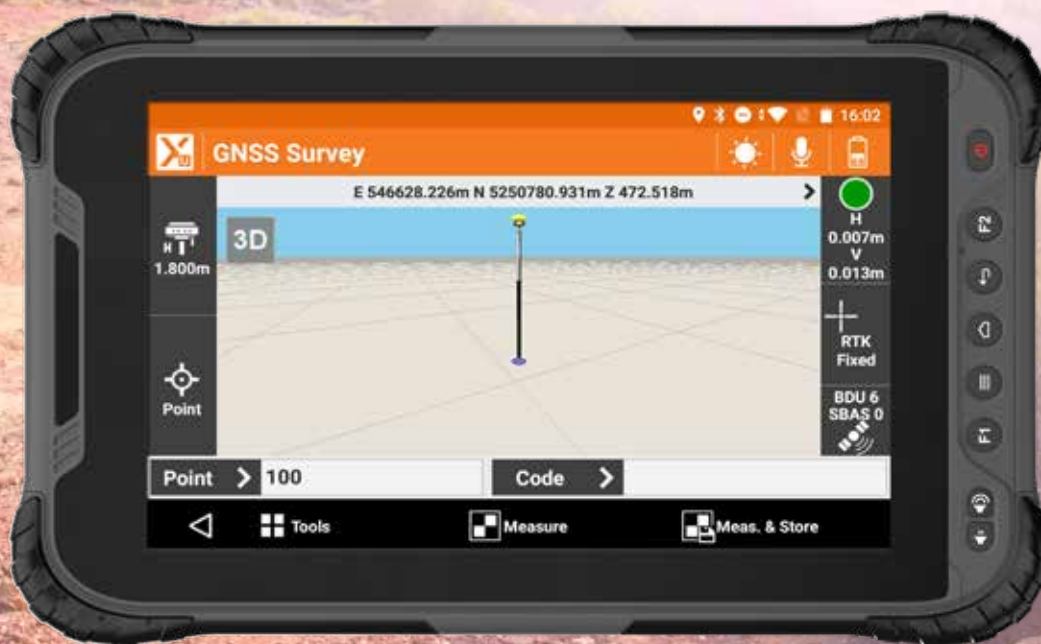 16:02
X u
GNSS Survey
E 546628.226m N 5250780.931m Z 472.518m
H
1.800m
3D
H
0.007m
V
0.013m
RTK
Fixed
Point
BDU 6
SBAS 0
Point 100 Code
Tools Measure Meas. & Store
F2
F1